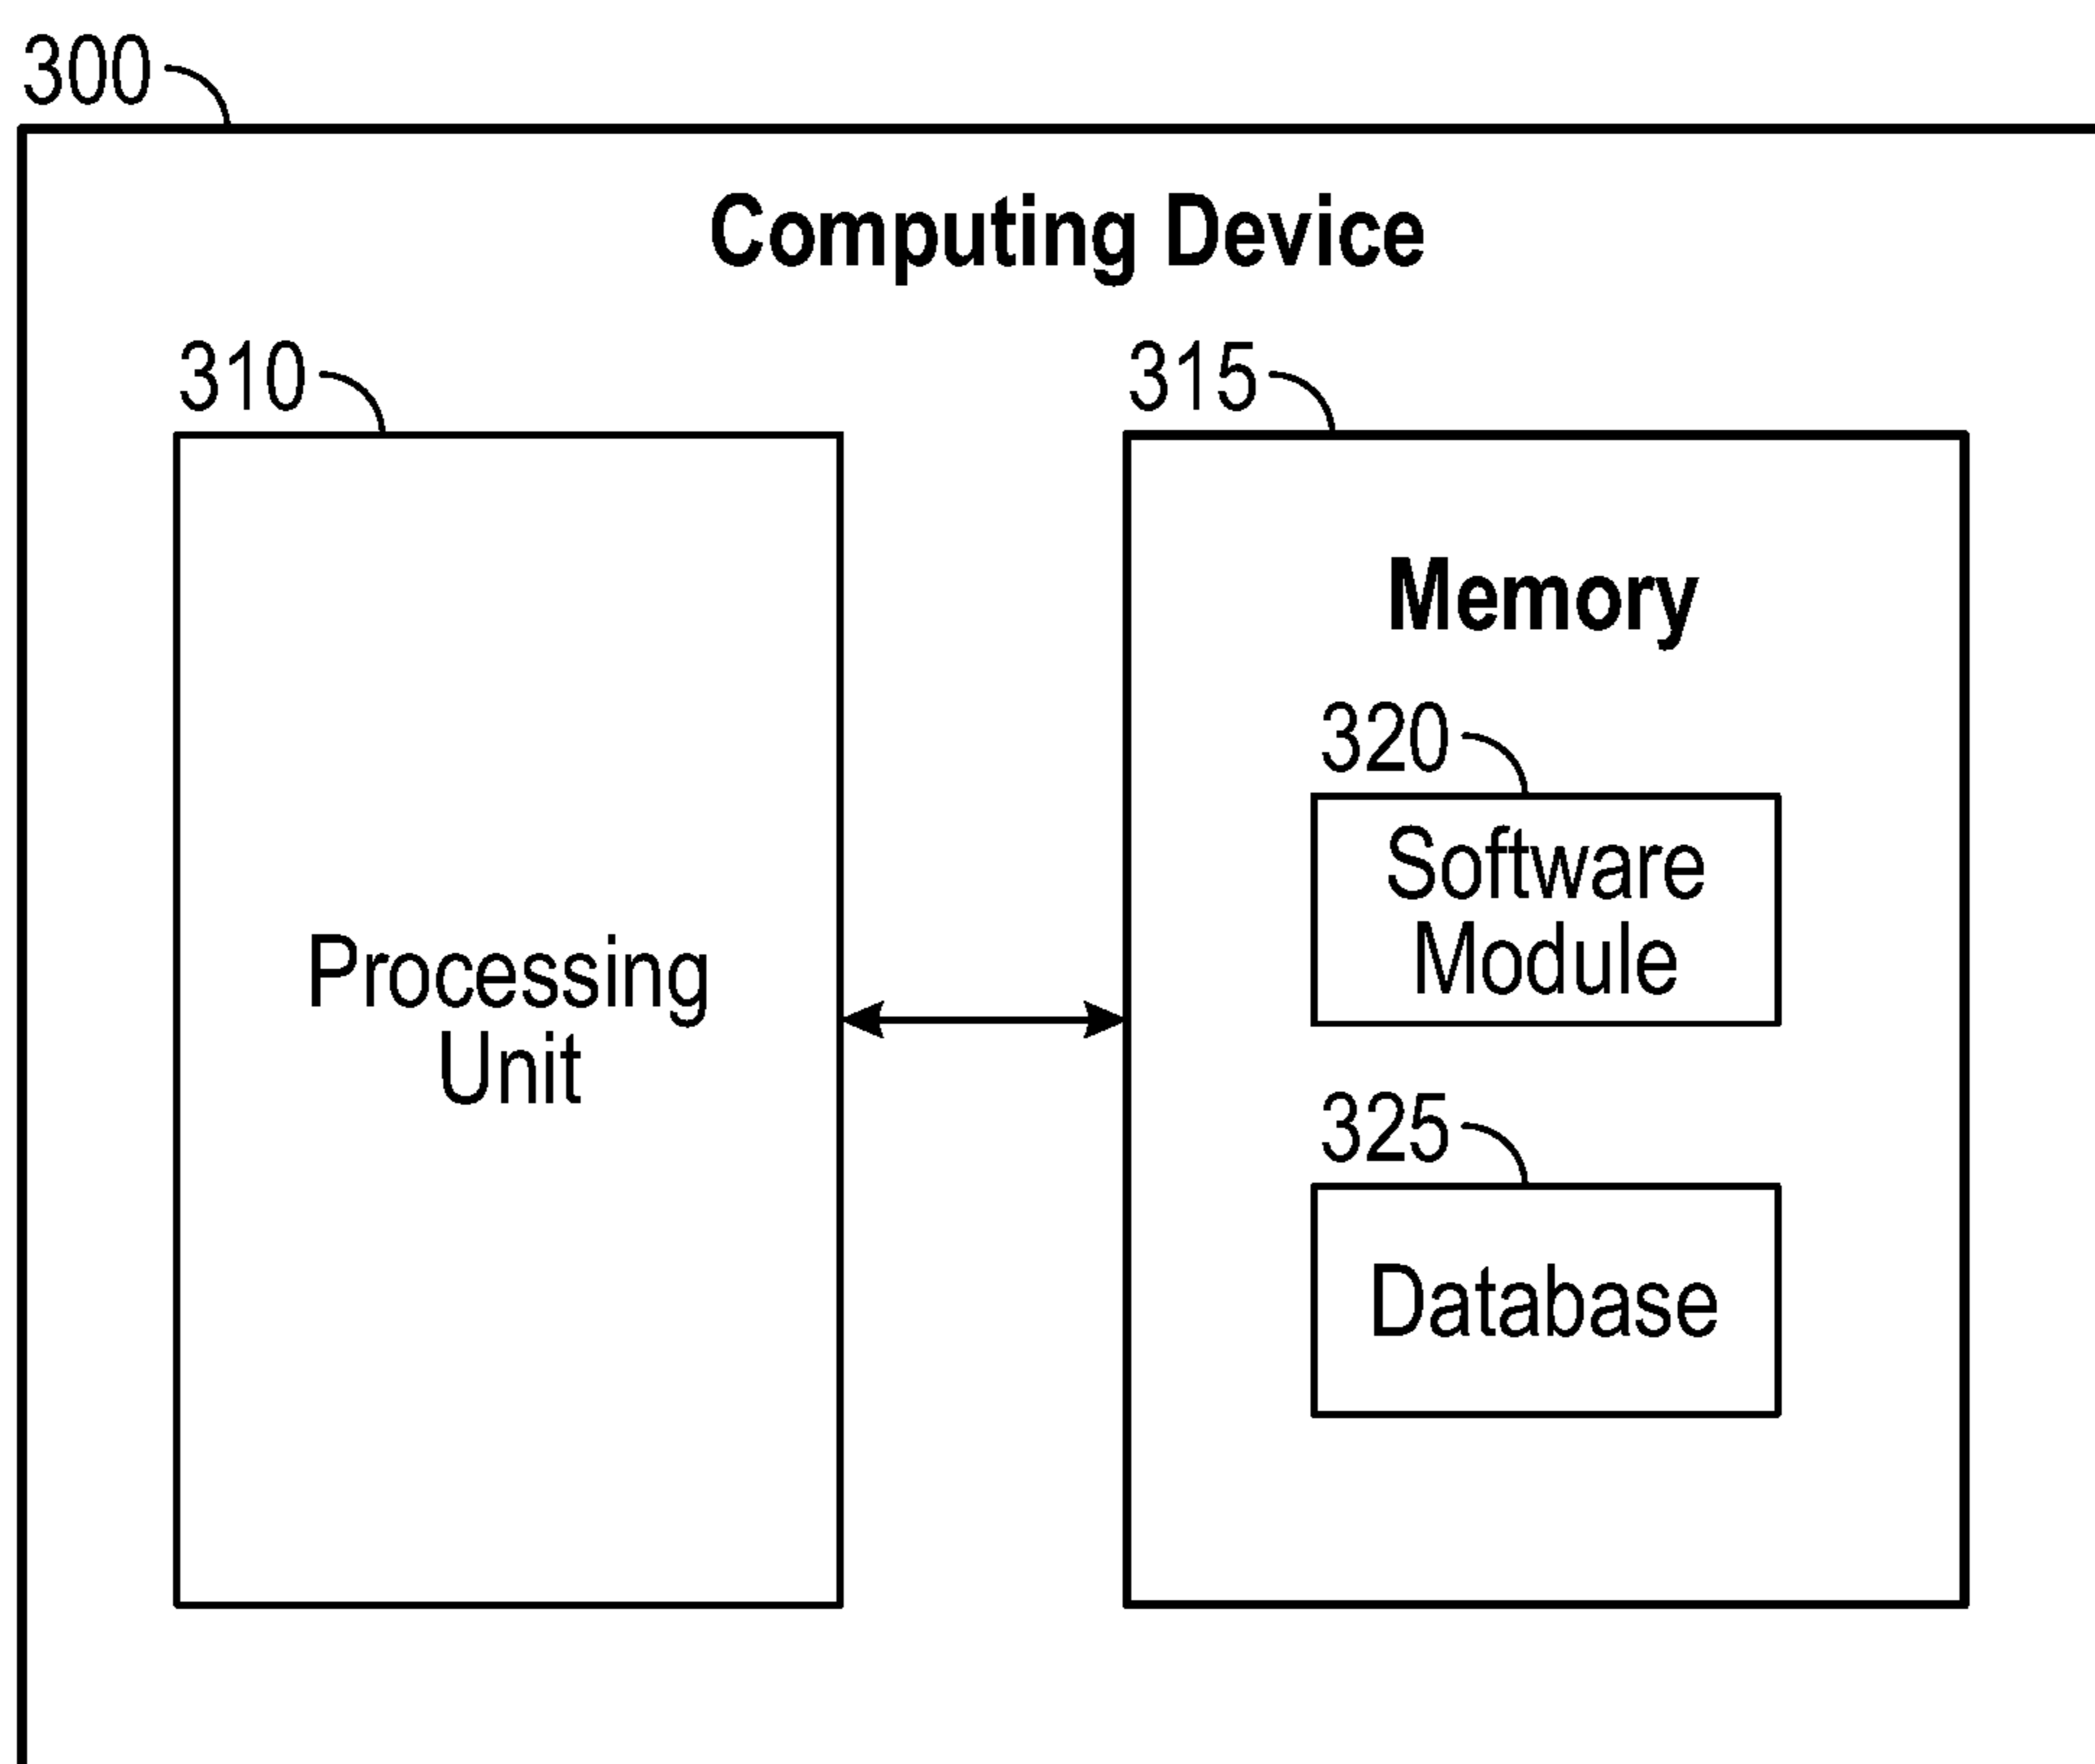 300
Computing Device
310
315
Memory
320
Software
Module
Processing
Unit
325
Database